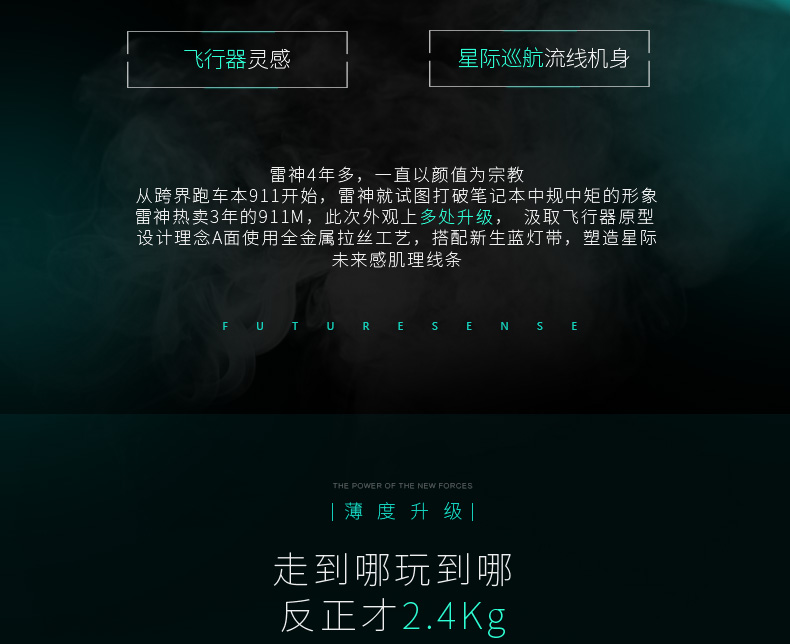 飞行器灵感
星际巡航流线机身
雷神4年多，一直以颜值为宗教
从跨界跑车本911开始，雷神就试图打破笔记本中规中矩的形象
雷神热卖3年的911M，此次外观上多处升级， 汲取飞行器原型
设计理念A面使用全金属拉丝工艺，搭配新生蓝灯带，塑造星际
未来感肌理线条
FUTURESENSE
THE POWER OF THE NEW FORCES
|薄度升级|
走到哪玩到哪
反正才2.4Kg